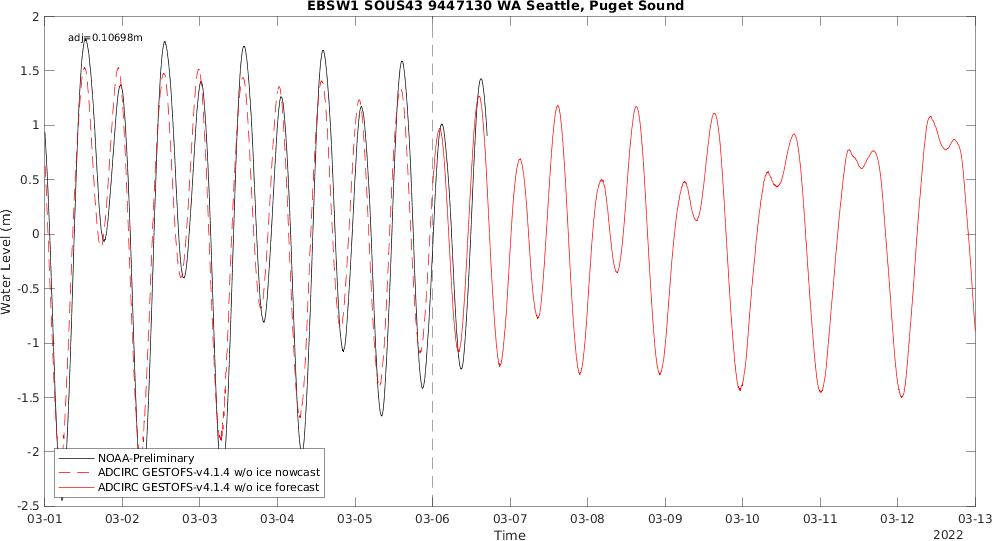 EBSW1 SOUS43 9447130 WA Seattle, Puget Sound
adj=0.10698m
Water Level (m)
2
1.5
1
0.5
0
-0.5
-1
-1.5
-2
-2.5
NOAA-Preliminary
ADCIRC GESTOFS-v4.1.4 w/o ice nowcast
ADCIRC GESTOFS-v4.1.4 w/o ice forecast
03-01 03-02 03-03 03-04 03-05 03-06 03-07 03-08 03-09 03-10 03-11 03-12 03-13
Time
2022